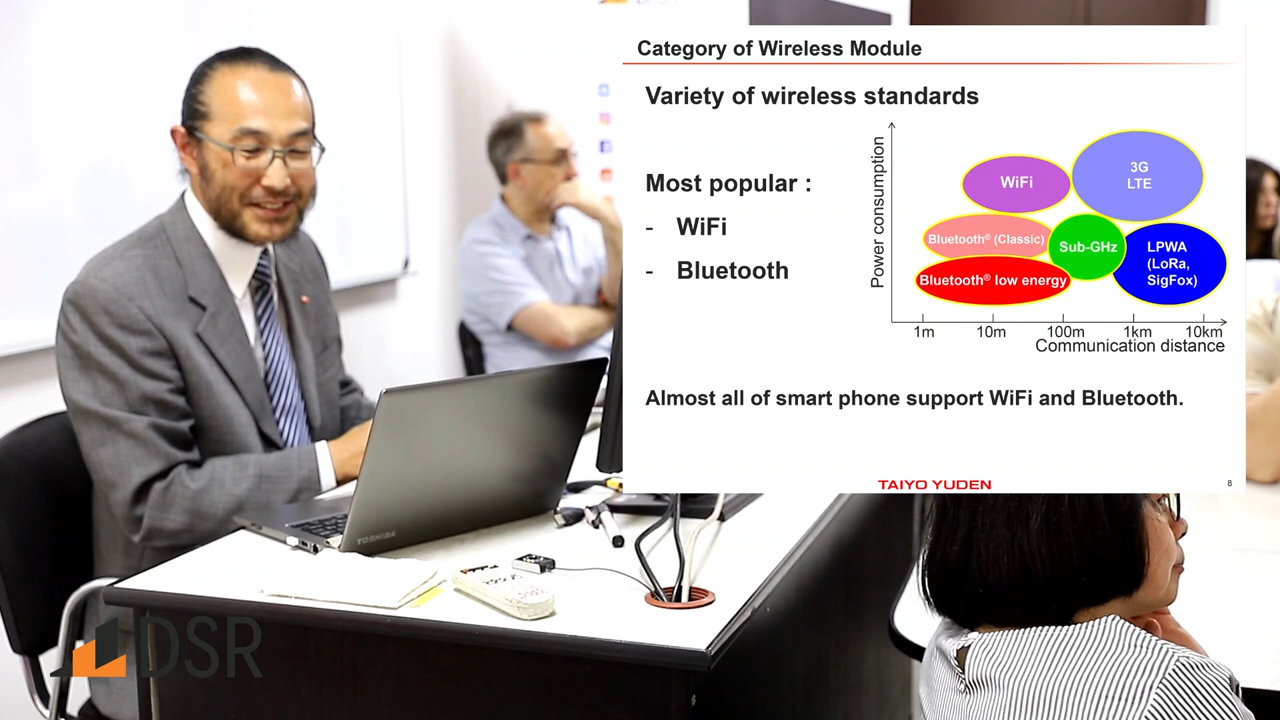 Category of Wireless Module
Variety of wireless standards
Most popular :
- WiFi
- Bluetooth
Power consumption
WiFi
3G
LTE
Bluetooth® (Classic)
Sub-GHz
LPWA
(LoRa,
SigFox)
Bluetooth® low energy
1m 10m 100m 1km 10km
Communication distance
Almost all of smart phone support WiFi and Bluetooth.
TAIYO YUDEN
8
TOSHIBA
DSR